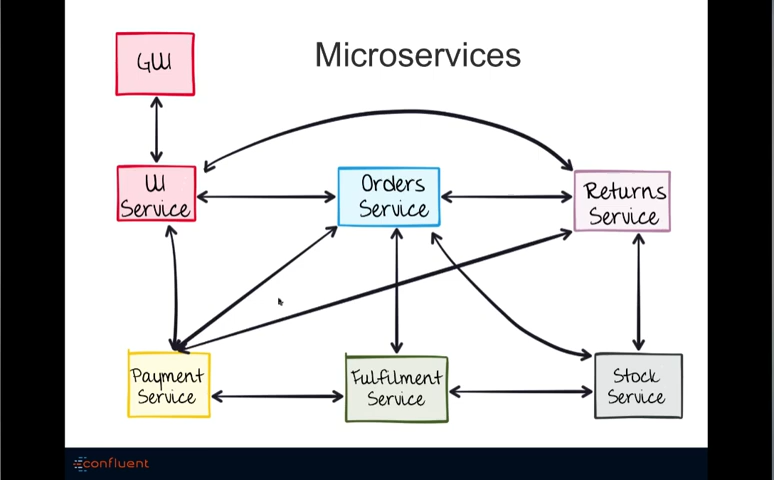 Microservices
GUI
UI
Service
Orders
Service
Returns
Service
Payment
Service
Fulfilment
Service
Stock
Service
confluent